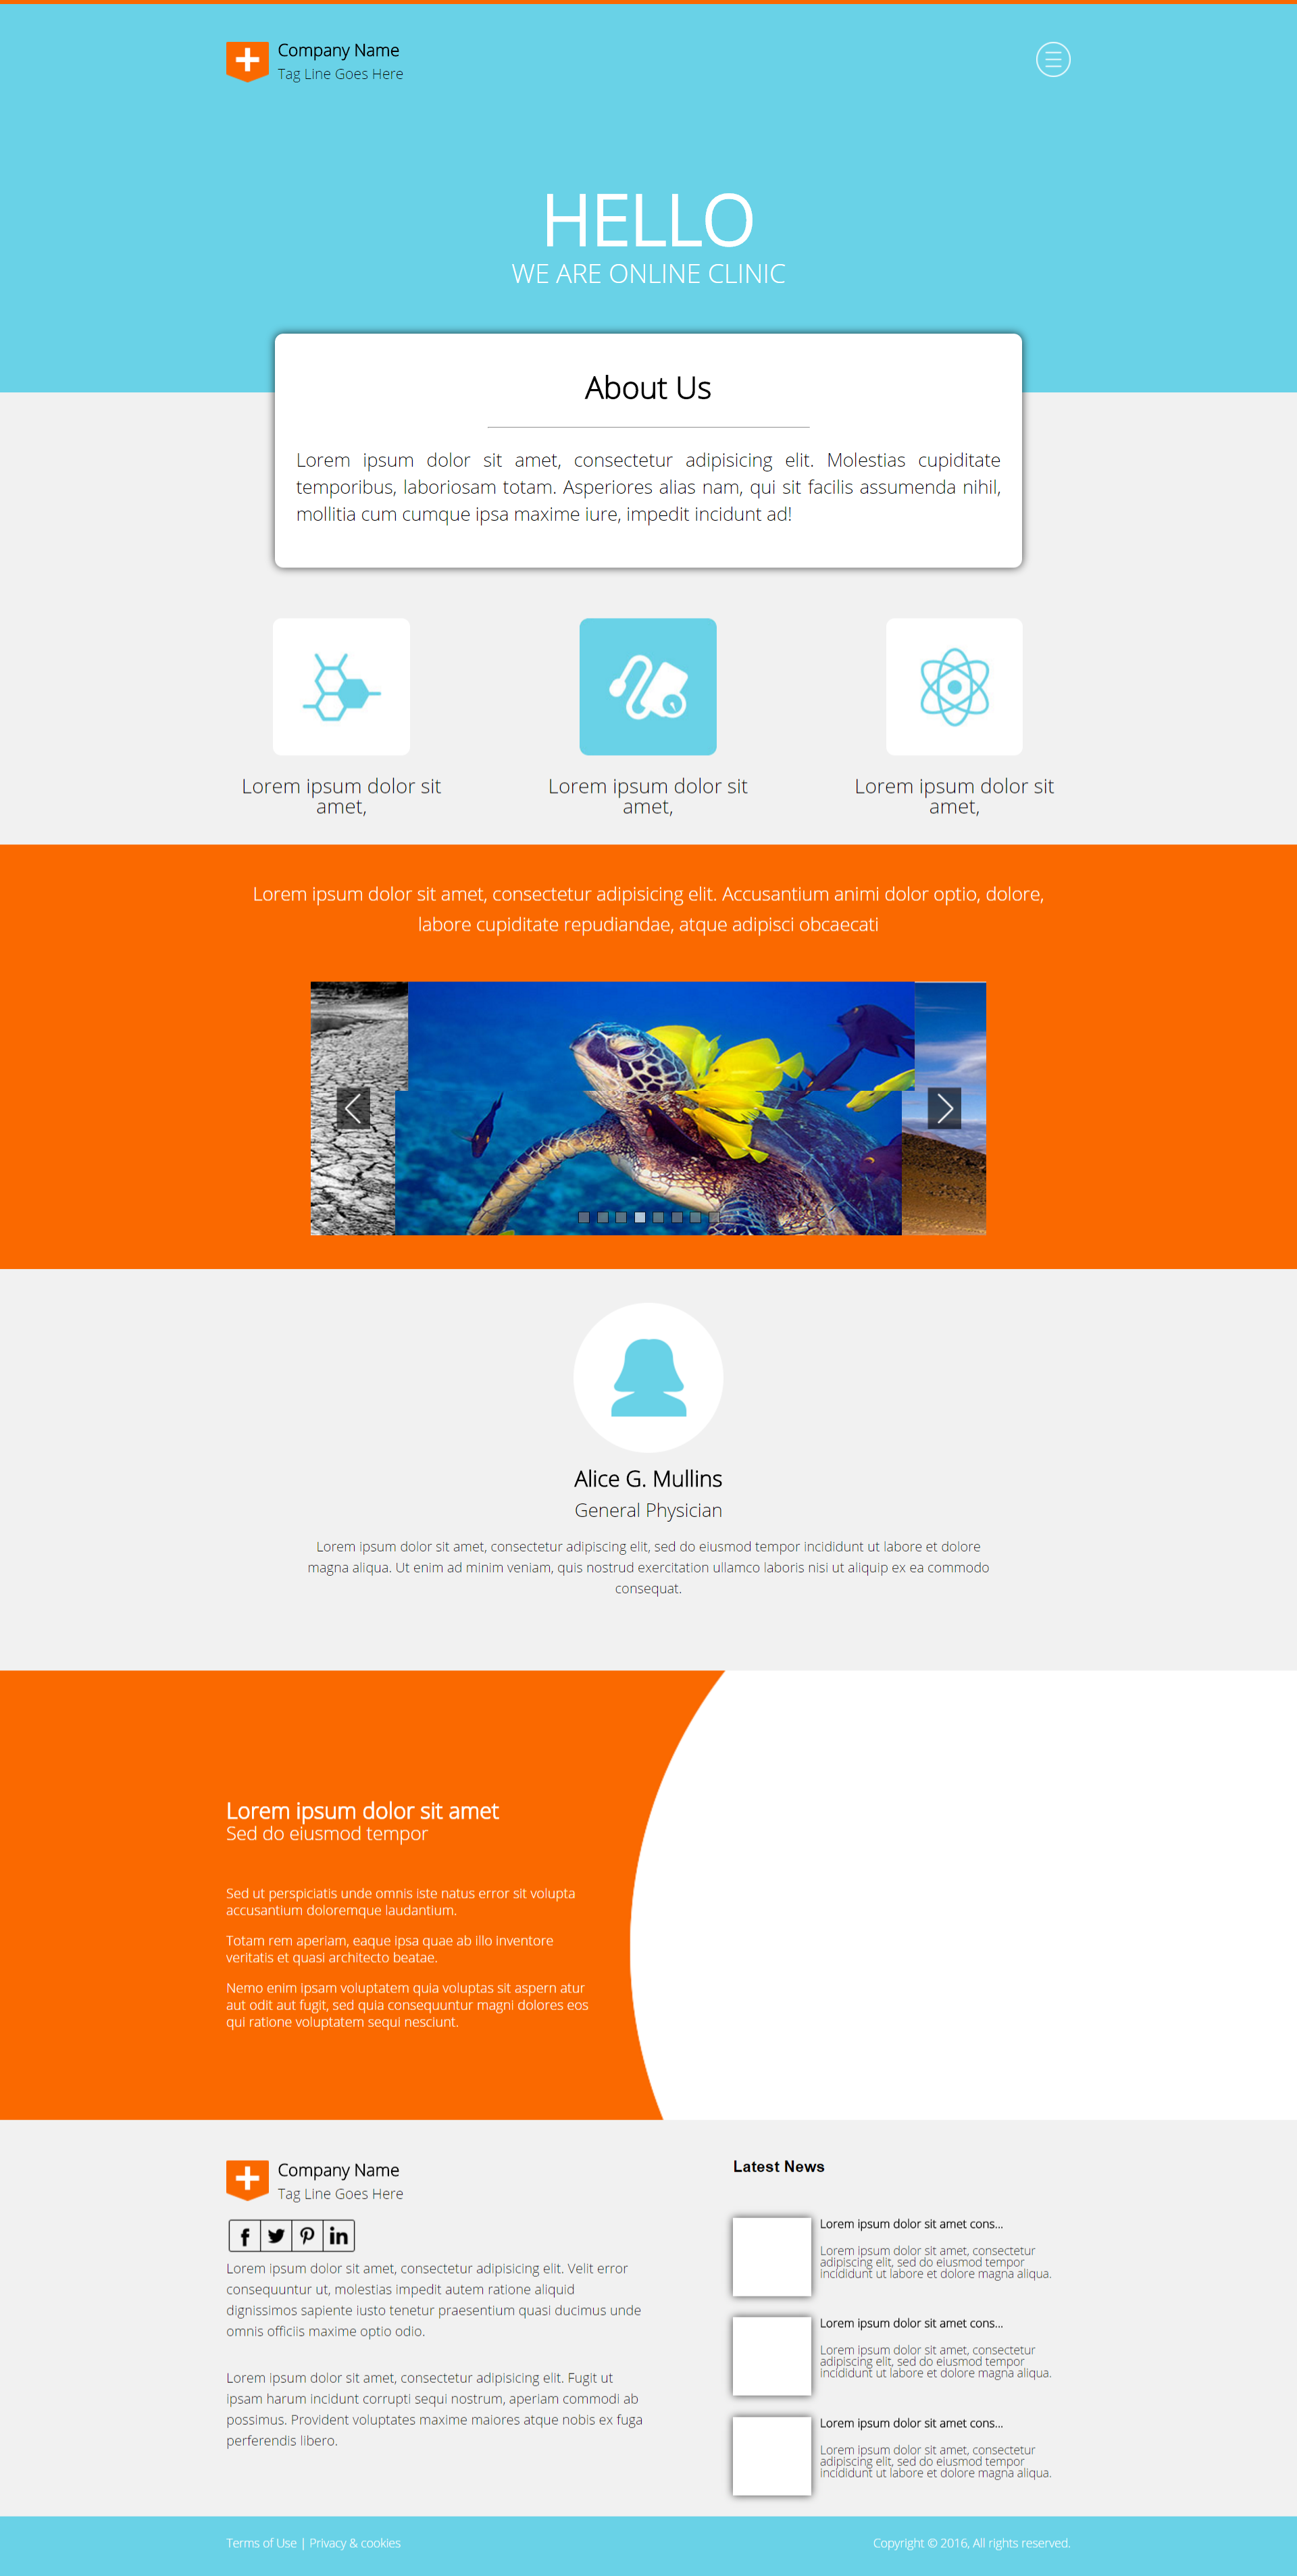 Company Name
Tag Line Goes Here
HELLO
WE ARE ONLINE CLINIC
About Us
Lorem ipsum dolor sit amet, consectetur adipisicing elit. Molestias cupiditate
temporibus, laboriosam totam. Asperiores alias nam, qui sit facilis assumenda nihil,
mollitia cum cumque ipsa maxime iure, impedit incidunt ad!
Lorem ipsum dolor sit
amet,
Lorem ipsum dolor sit
amet,
Lorem ipsum dolor sit
amet,
Lorem ipsum dolor sit amet, consectetur adipisicing elit. Accusantium animi dolor optio, dolore,
labore cupiditate repudiandae, atque adipisci obcaecati
Alice G. Mullins
General Physician
Lorem ipsum dolor sit amet, consectetur adipiscing elit, sed do eiusmod tempor incididunt ut labore et dolore
magna aliqua. Ut enim ad minim veniam, quis nostrud exercitation ullamco laboris nisi ut aliquip ex ea commodo
consequat.
Lorem ipsum dolor sit amet
Sed do eiusmod tempor
Sed ut perspiciatis unde omnis iste natus error sit volupta
accusantium doloremque laudantium.
Totam rem aperiam, eaque ipsa quae ab illo inventore
veritatis et quasi architecto beatae.
Nemo enim ipsam voluptatem quia voluptas sit aspern atur
aut odit aut fugit, sed quia consequuntur magni dolores eos
qui ratione voluptatem sequi nesciunt.
Company Name
Tag Line Goes Here
Lorem ipsum dolor sit amet, consectetur adipisicing elit. Velit error
consequuntur ut, molestias impedit autem ratione aliquid
dignissimos sapiente iusto tenetur praesentium quasi ducimus unde
omnis officiis maxime optio odio.
Lorem ipsum dolor sit amet, consectetur adipisicing elit. Fugit ut
ipsam harum incidunt corrupti sequi nostrum, aperiam commodi ab
possimus. Provident voluptates maxime maiores atque nobis ex fuga
perferendis libero.
Latest News
Lorem ipsum dolor sit amet cons...
Lorem ipsum dolor sit amet, consectetur
adipiscing elit, sed do eiusmod tempor
incididunt ut labore et dolore magna aliqua.
Lorem ipsum dolor sit amet cons...
Lorem ipsum dolor sit amet, consectetur
adipiscing elit, sed do eiusmod tempor
incididunt ut labore et dolore magna aliqua.
Lorem ipsum dolor sit amet cons...
Lorem ipsum dolor sit amet, consectetur
adipiscing elit, sed do eiusmod tempor
incididunt ut labore et dolore magna aliqua.
Terms of Use | Privacy & cookies
Copyright © 2016, All rights reserved.